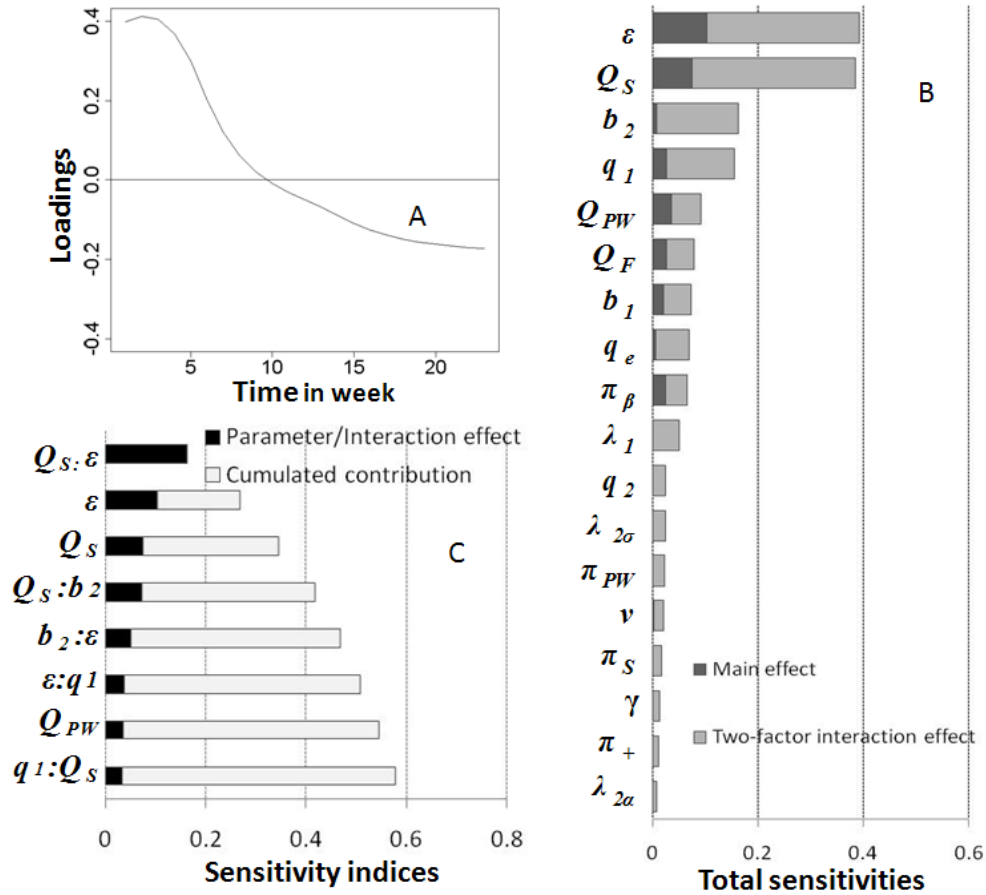 0.4
0.2
0.0
-0.2
-0.4
Loadings
A
5
10
15
20
Time in week
B
ε
Q S
b 2
q 1
Q PW
Q F
b 1
q e
π β
λ 1
q 2
λ 2σ
π PW
ν
π S
γ
π +
λ 2α
Main effect
Two-factor interaction effect
0
0.2
0.4
0.6
Total sensitivities
Parameter/Interaction effect
Cumulated contribution
C
Q S: ε
ε
Q S
Q S :b 2
b 2 :ε
ε:q 1
Q PW
q 1:Q S
0
0.2
0.4
0.6
0.8
Sensitivity indices